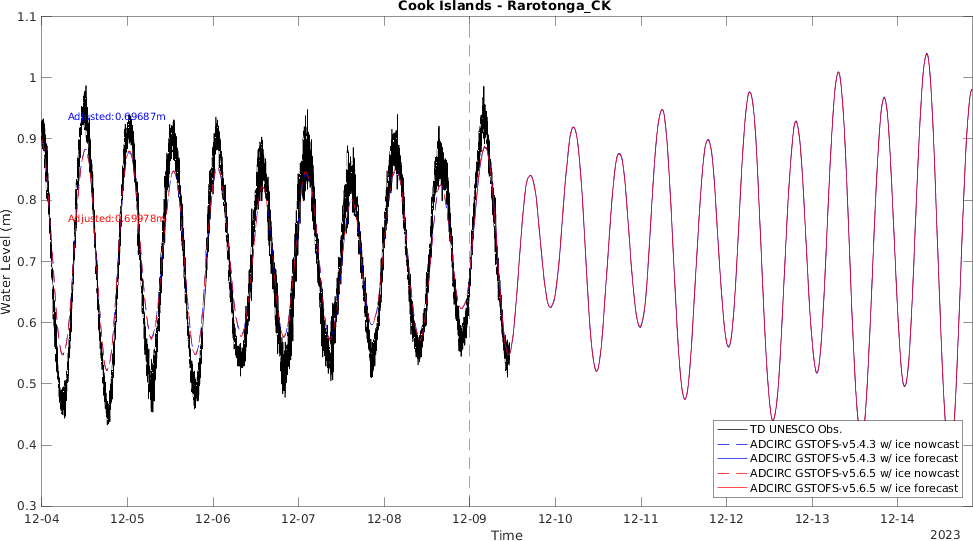 Cook Islands - Rarotonga_CK
1.1
1
0.9
0.8
0.7
0.6
0.5
0.4
0.3
Water Level (m)
Adjusted:0.69687m
Adjusted:0.69978m
TD UNESCO Obs.
ADCIRC GSTOFS-v5.4.3 w/ ice nowcast
ADCIRC GSTOFS-v5.4.3 w/ ice forecast
ADCIRC GSTOFS-v5.6.5 w/ ice nowcast
ADCIRC GSTOFS-v5.6.5 w/ ice forecast
12-04 12-05 12-06 12-07 12-08 12-09 12-10 12-11 12-12 12-13 12-14
Time
2023